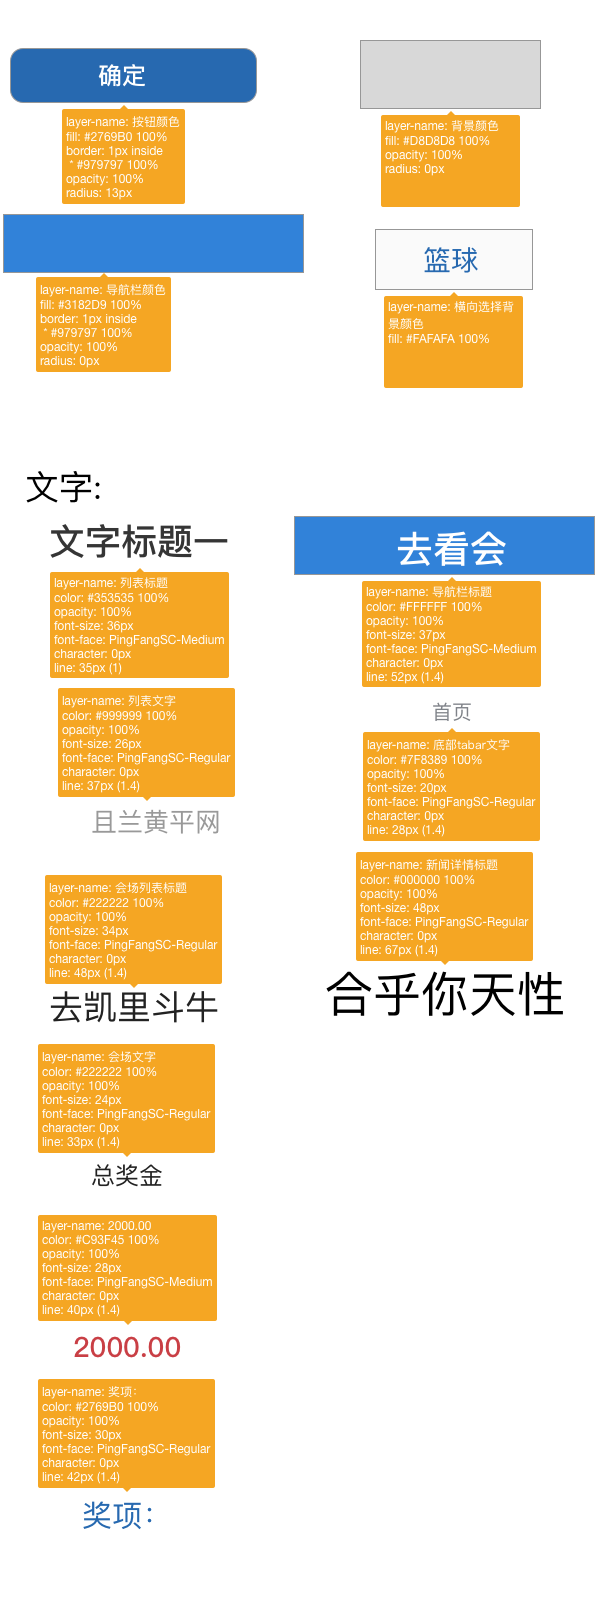 确定
layer-name: 按钮颜色
fill: #2769B0 100%
border: 1px inside
* #979797 100%
opacity: 100%
radius: 13px
layer-name: 背景颜色
fill: #D8D8D8 100%
opacity: 100%
radius: 0px
layer-name: 导航栏颜色
fill: #3182D9 100%
border: 1px inside
* #979797 100%
opacity: 100%
radius: 0px
篮球
layer-name: 横向选择背
景颜色
fill: #FAFAFA 100%
文字:
文字标题一
layer-name: 列表标题
color: #353535 100%
opacity: 100%
font-size: 36px
font-face: PingFangSC-Medium
character: 0px
line: 35px (1)
layer-name: 列表文字
color: #999999 100%
opacity: 100%
font-size: 26px
font-face: PingFangSC-Regular
character: 0px
line: 37px (1.4)
且兰黄平网
layer-name: 会场列表标题
color: #222222 100%
opacity: 100%
font-size: 34px
font-face: PingFangSC-Regular
character: 0px
line: 48px (1.4)
去凯里斗牛
layer-name: 会场文字
color: #222222 100%
opacity: 100%
font-size: 24px
font-face: PingFangSC-Regular
character: 0px
line: 33px (1.4)
总奖金
layer-name: 2000.00
color: #C93F45 100%
opacity: 100%
font-size: 28px
font-face: PingFangSC-Medium
character: 0px
line: 40px (1.4)
2000.00
layer-name: 奖项：
color: #2769B0 100%
opacity: 100%
font-size: 30px
font-face: PingFangSC-Regular
character: 0px
line: 42px (1.4)
奖项：
去看会
layer-name: 导航栏标题
color: #FFFFFF 100%
opacity: 100%
font-size: 37px
font-face: PingFangSC-Medium
character: 0px
line: 52px (1.4)
首页
layer-name: 底部tabar文字
color: #7F8389 100%
opacity: 100%
font-size: 20px
font-face: PingFangSC-Regular
character: 0px
line: 28px (1.4)
layer-name: 新闻详情标题
color: #000000 100%
opacity: 100%
font-size: 48px
font-face: PingFangSC-Regular
character: 0px
line: 67px (1.4)
合乎你天性